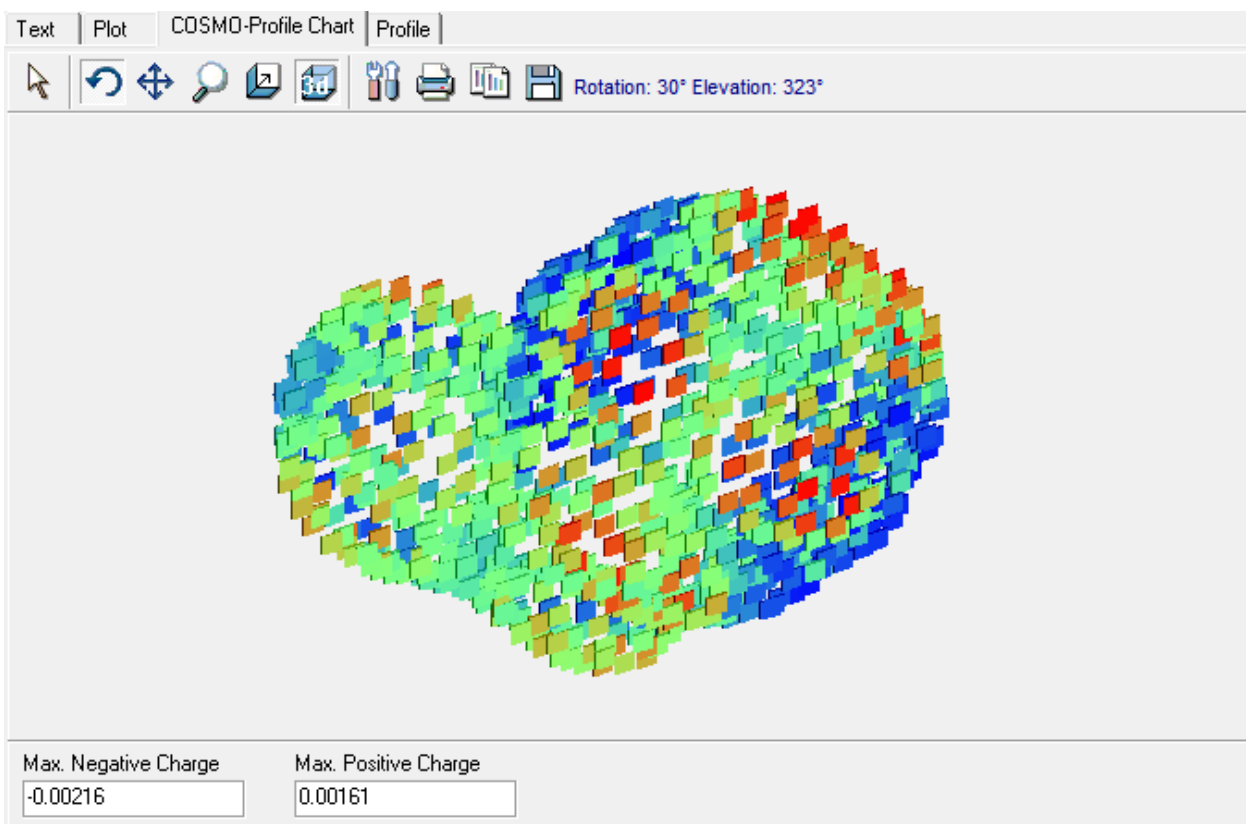 Text Plot COSMO-Profile Chart Profile
3d Rotation: 30° Elevation: 323°
Max. Negative Charge Max. Positive Charge
-0.00216 0.00161